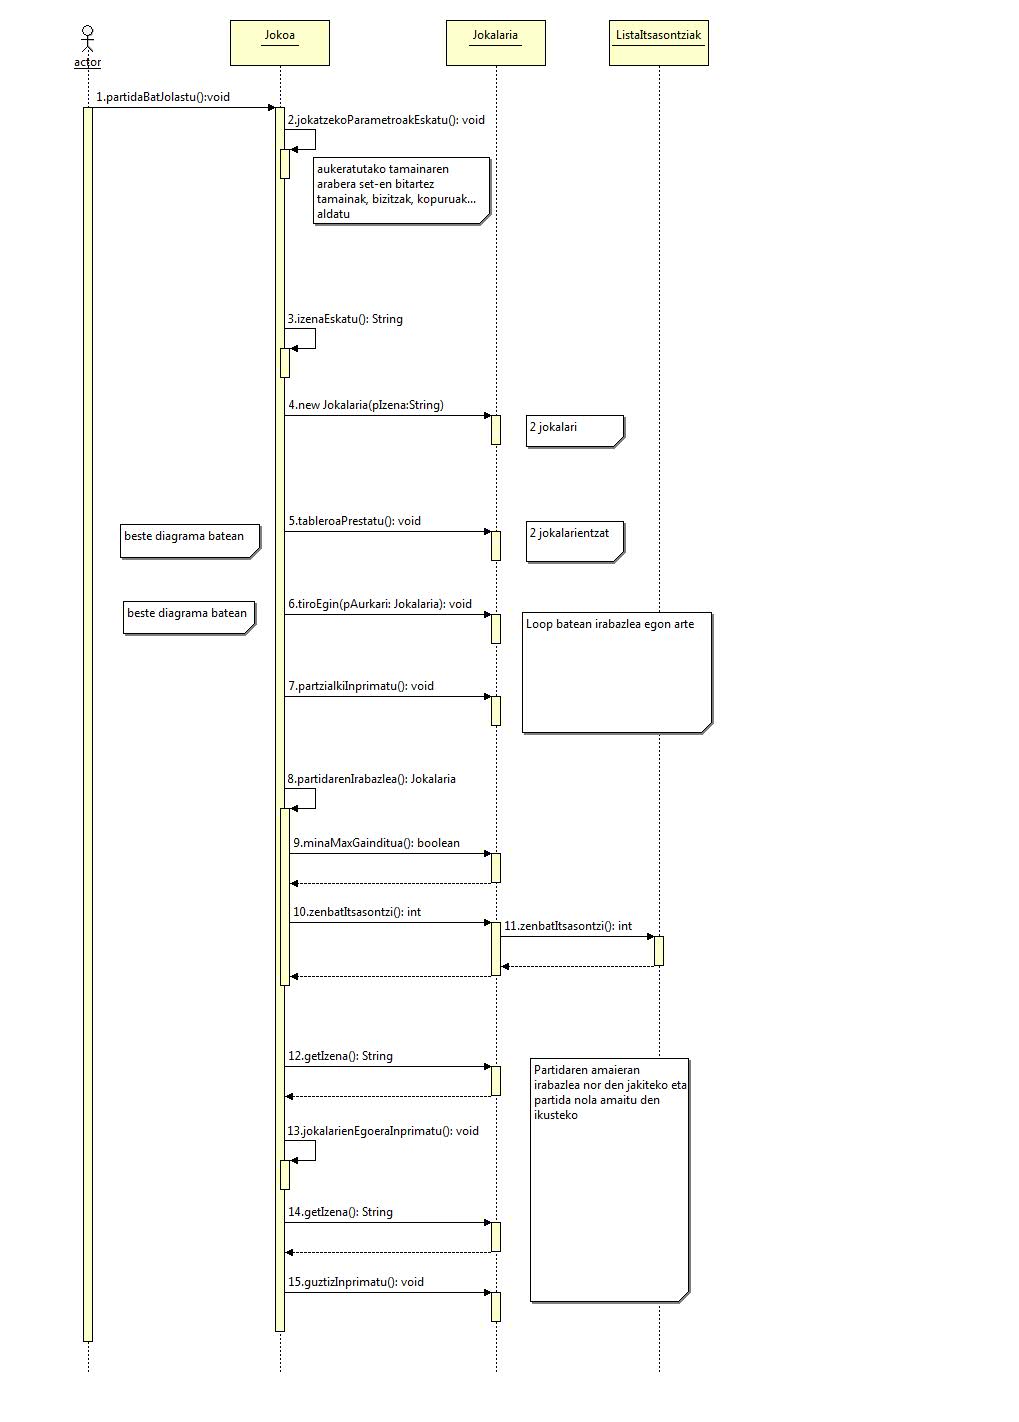 Jokoa
Jokalaria
ListaItsasontziak
actor
1.partidaBatJolastu():void
2.jokatzekoParametroakEskatu(): void
aukeratutako tamainaren
arabera set-en bitartez
tamainak, bizitzak, kopuruak...
aldatu
3.izenaEskatu(): String
4.new Jokalaria(pIzena:String)
2 jokalari
5.tableroaPrestatu(): void
beste diagrama batean
2 jokalarientzat
6.tiroEgin(pAurkari: Jokalaria): void
beste diagrama batean
Loop batean irabazlea egon arte
7.partzialkiInprimatu(): void
8.partidarenIrabazlea(): Jokalaria
9.minaMaxGainditua(): boolean
10.zenbatItsasontzi(): int
11.zenbatItsasontzi(): int
12.getIzena(): String
Partidaren amaieran
irabazlea nor den jakiteko eta
partida nola amaitu den
ikusteko
13.jokalarienEgoeraInprimatu(): void
14.getIzena(): String
15.guztizInprimatu(): void